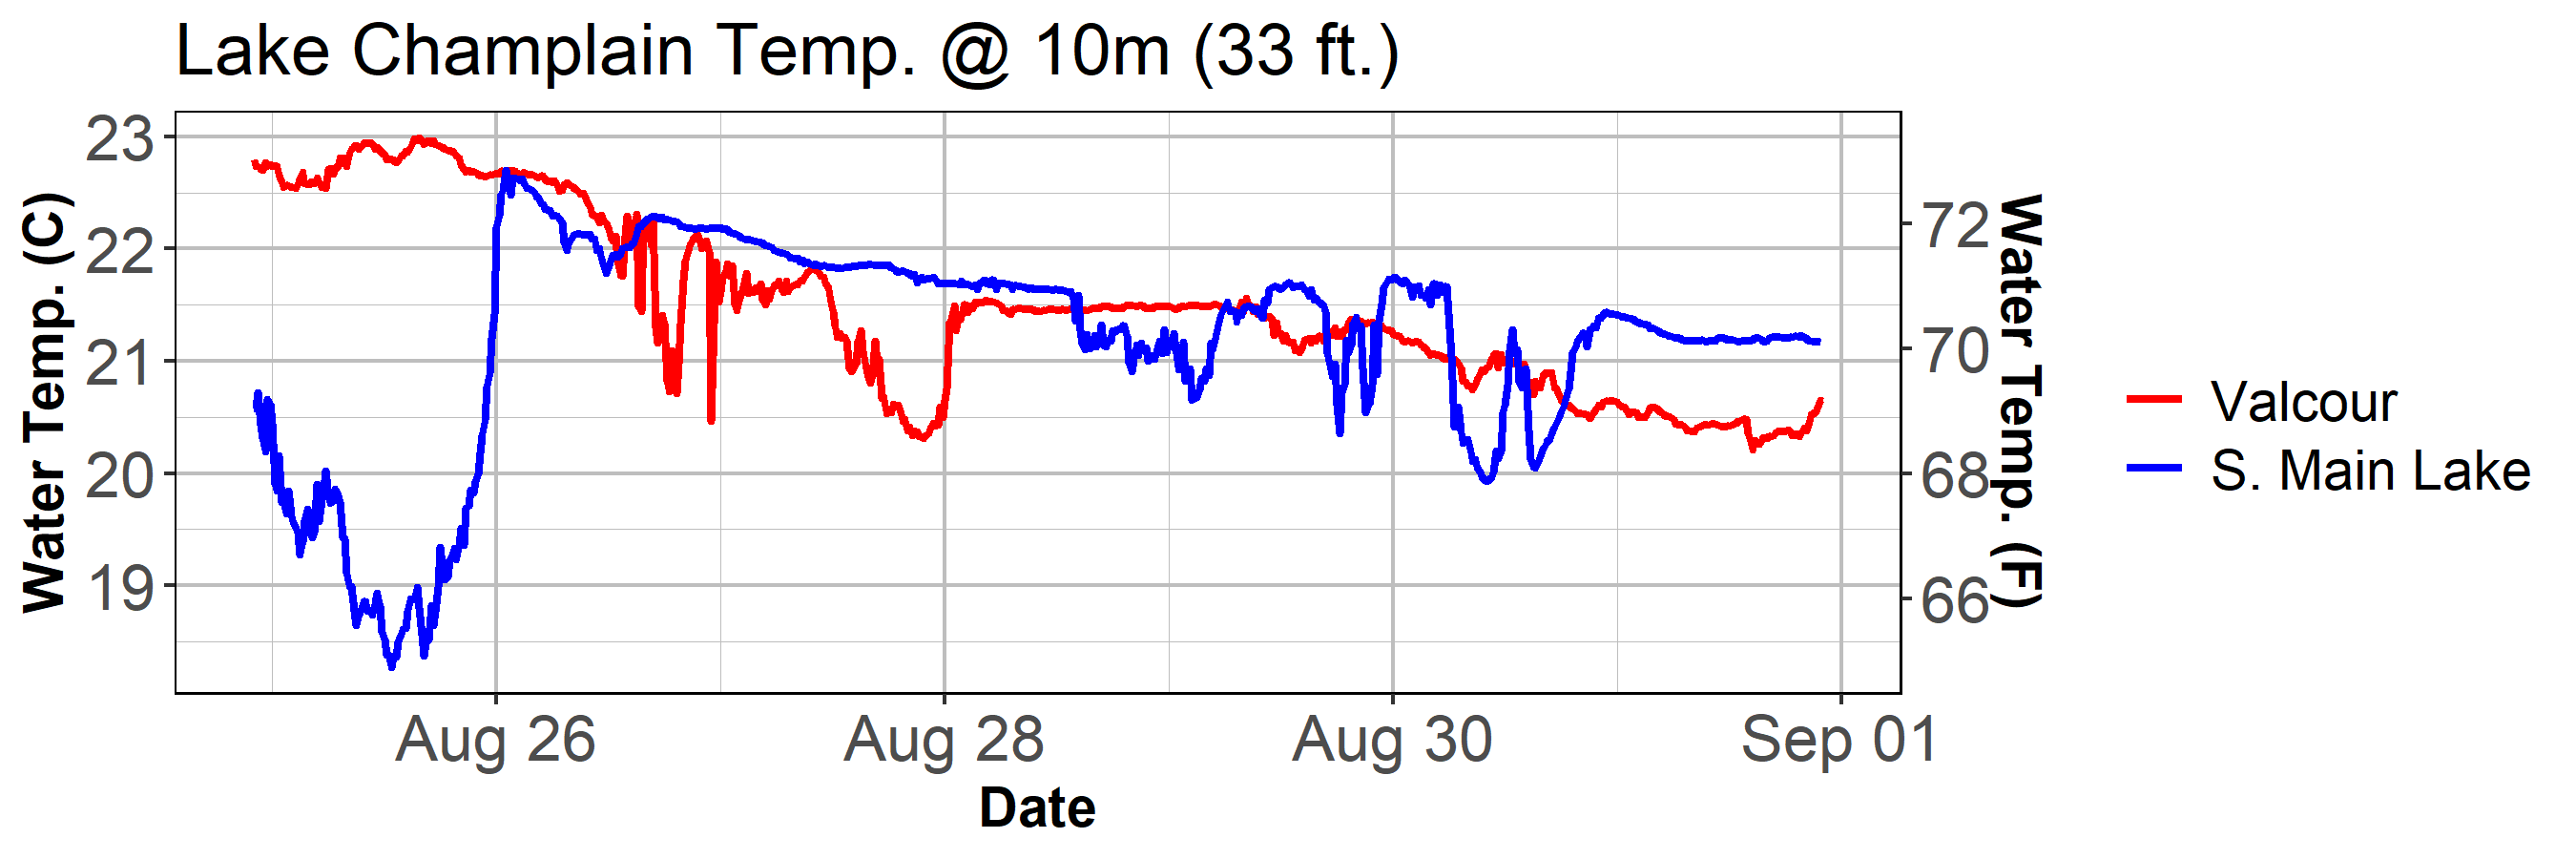 Lake Champlain Temp. @ 10m (33 ft.)
Water Temp. (C)
23
22
21
20
19
72
70
68
66
Water Temp. (F)
Aug 26
Aug 28
Aug 30
Sep 01
Date
Valcour
S. Main Lake